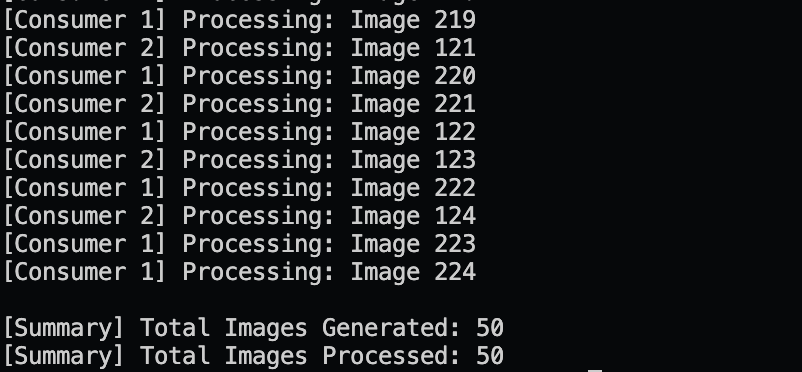 [Consumer 1] Processing: Image 219
[Consumer 2] Processing: Image 121
[Consumer 1] Processing: Image 220
[Consumer 2] Processing: Image 221
[Consumer 1] Processing: Image 122
[Consumer 2] Processing: Image 123
[Consumer 1] Processing: Image 222
[Consumer 2] Processing: Image 124
[Consumer 1] Processing: Image 223
[Consumer 1] Processing: Image 224
[Summary] Total Images Generated: 50
[Summary] Total Images Processed: 50